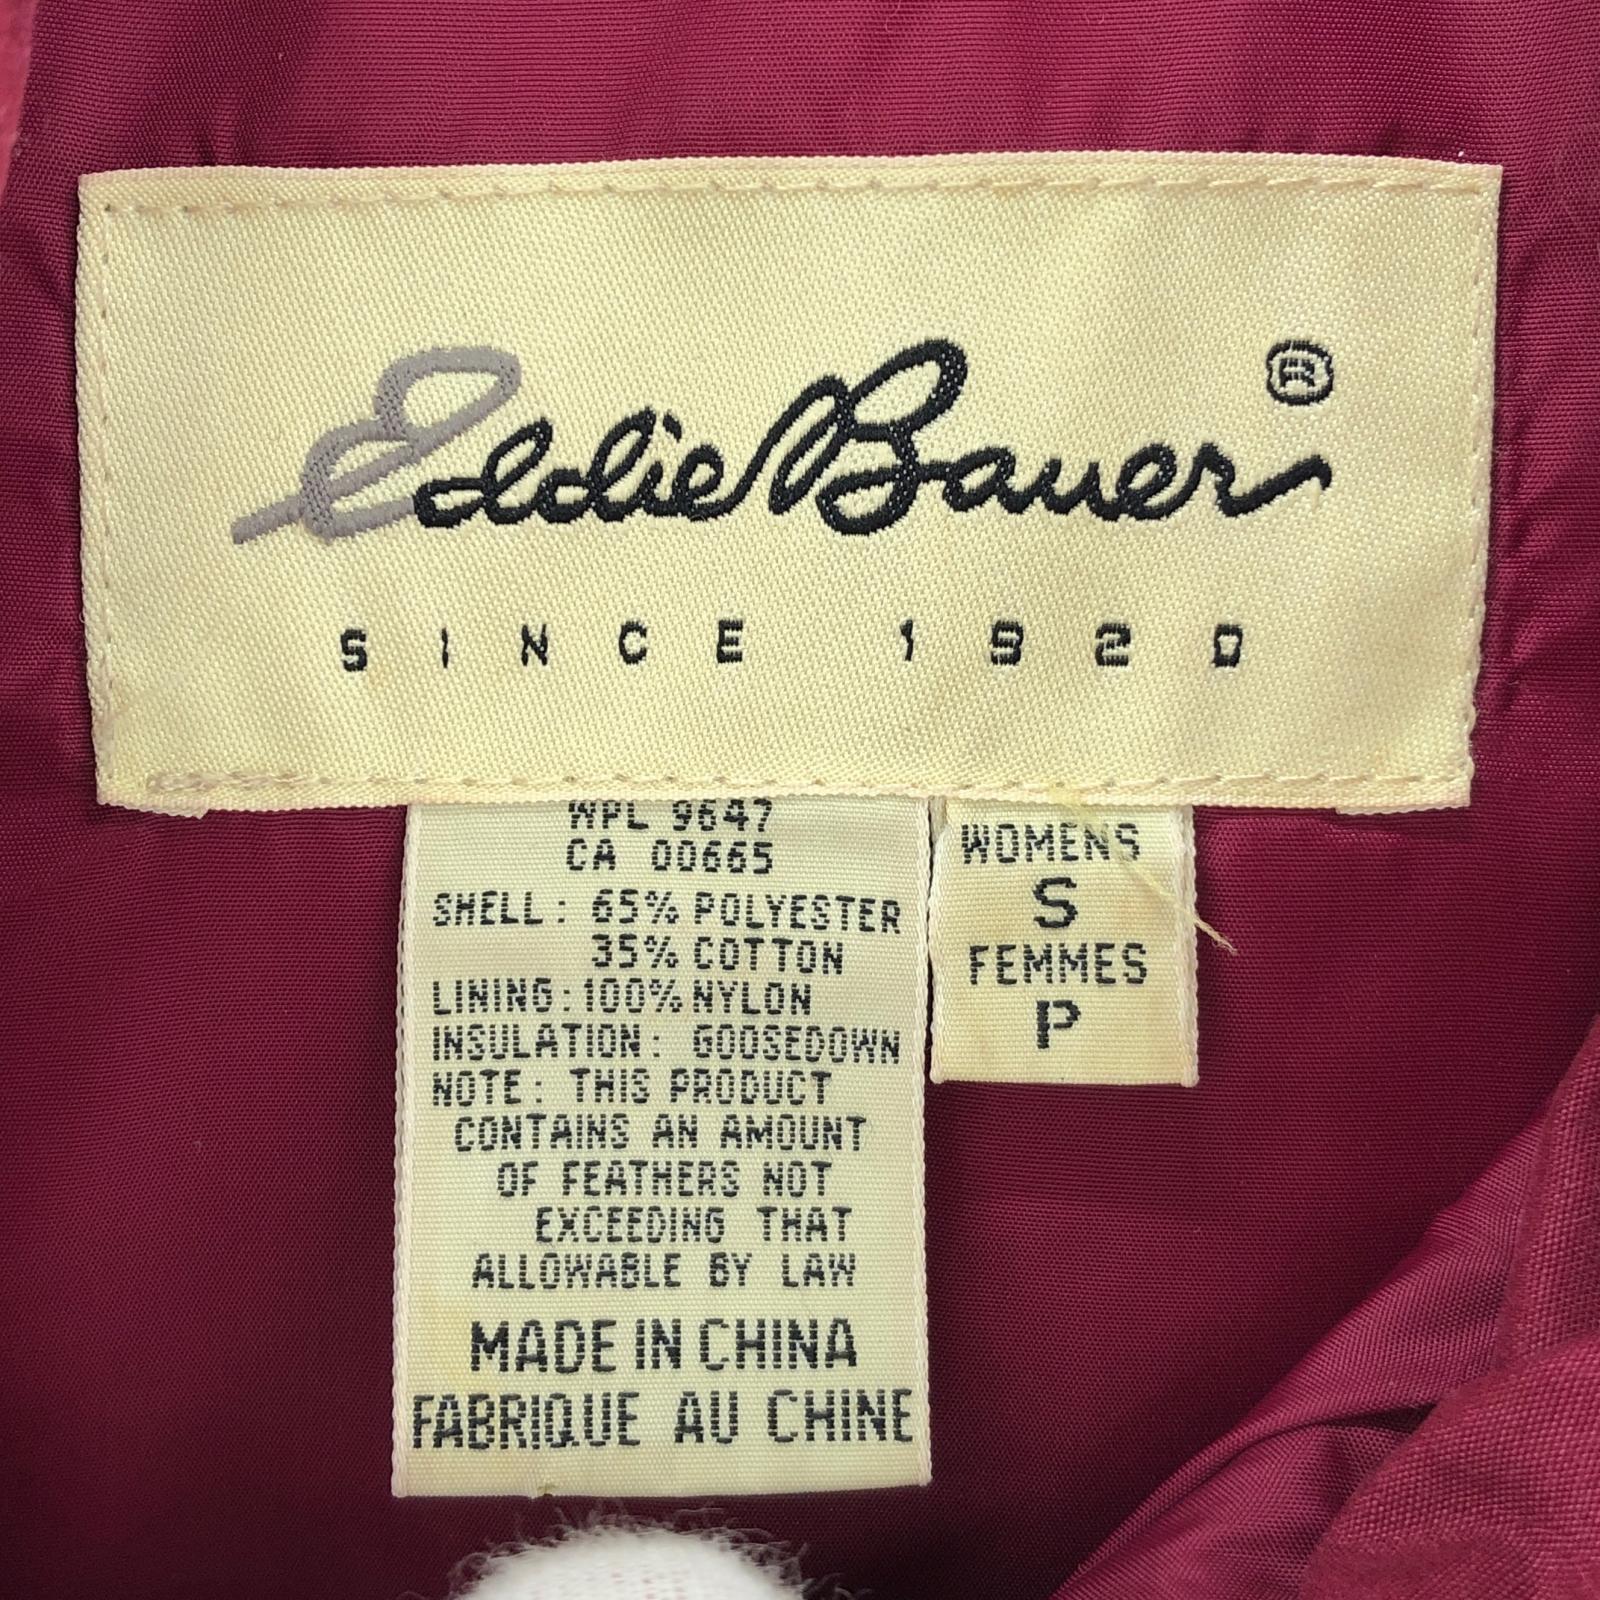 Eddie Bauer ®
SINCE 1920
WPL 9647
CA 00665
SHELL: 65% POLYESTER
35% COTTON
LINING: 100% NYLON
INSULATION: GOOSEDOWN
NOTE: THIS PRODUCT
CONTAINS AN AMOUNT
OF FEATHERS NOT
EXCEEDING THAT
ALLOWABLE BY LAW
MADE IN CHINA
FABRIQUE AU CHINE
WOMENS
S
FEMMES
P